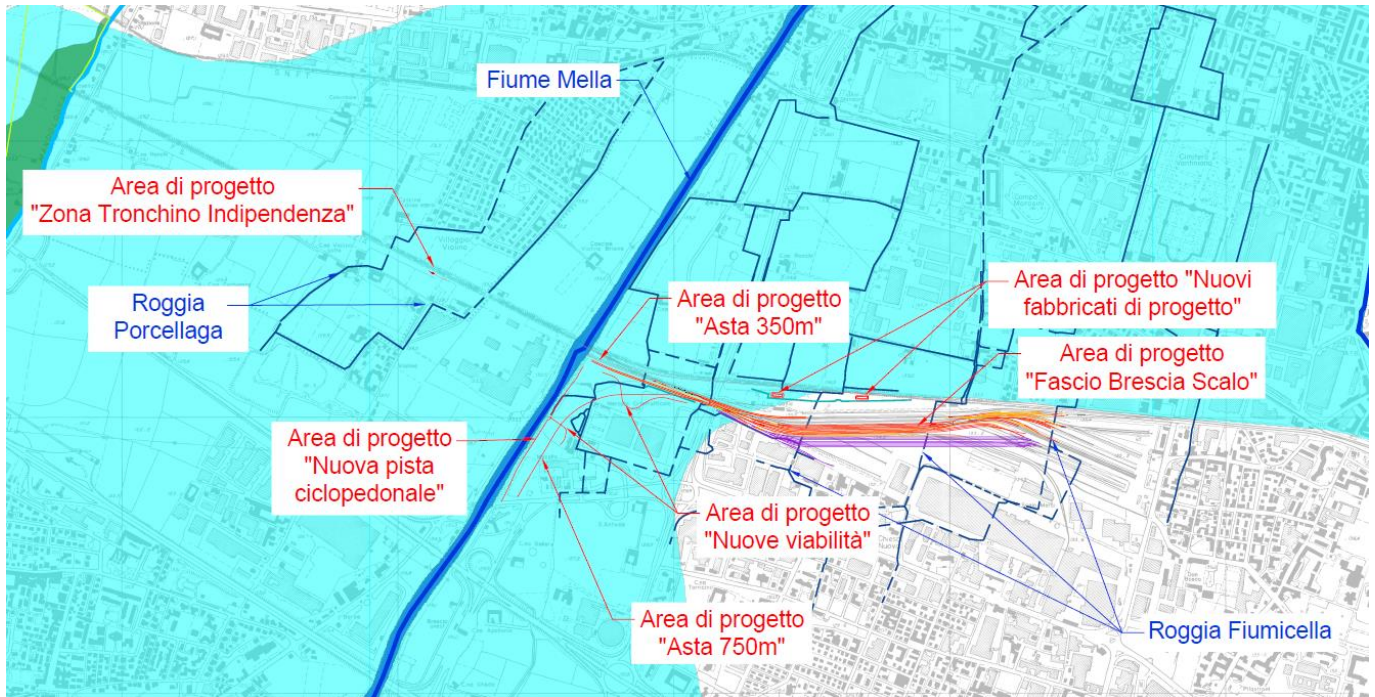 Fiume Mella
Area di progetto
"Zona Tronchino Indipendenza"
Roggia
Porcellaga
Area di progetto
"Asta 350m"
Area di progetto "Nuovi
fabbricati di progetto"
Area di progetto
"Fascio Brescia Scalo"
Area di progetto
"Nuova pista
ciclopedonale"
Area di progetto
"Nuove viabilità"
Area di progetto
"Asta 750m"
Roggia Fiumicella